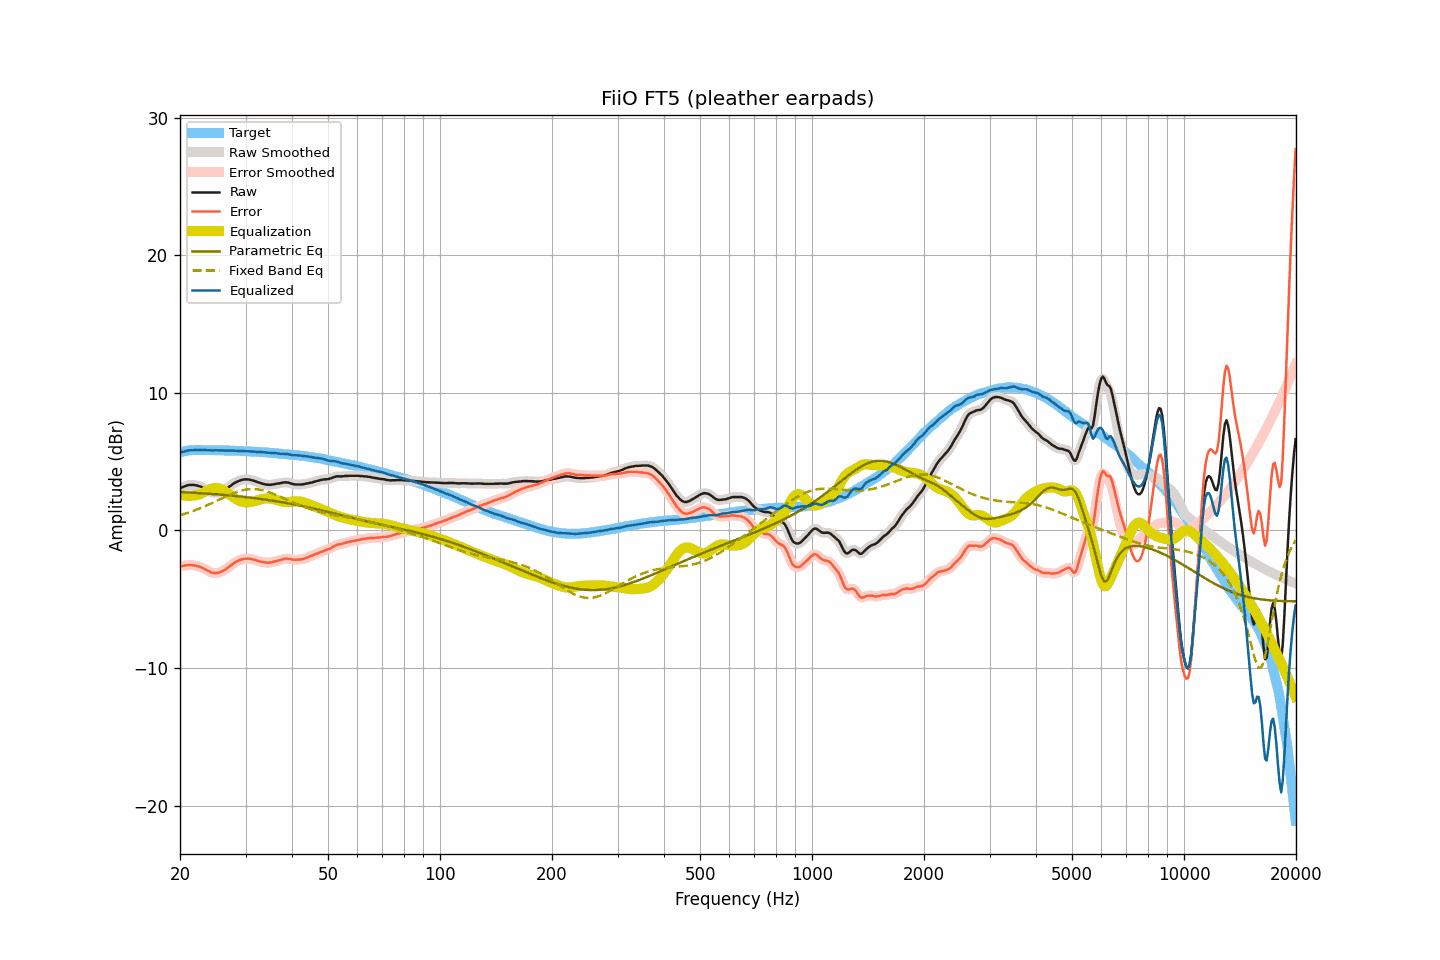 FiiO FT5 (pleather earpads)
30
20
10
0
−10
−20
Amplitude (dBr)
Target
Raw Smoothed
Error Smoothed
Raw
Error
Equalization
Parametric Eq
Fixed Band Eq
Equalized
20 50 100 200 500 1000 2000 5000 10000 20000
Frequency (Hz)